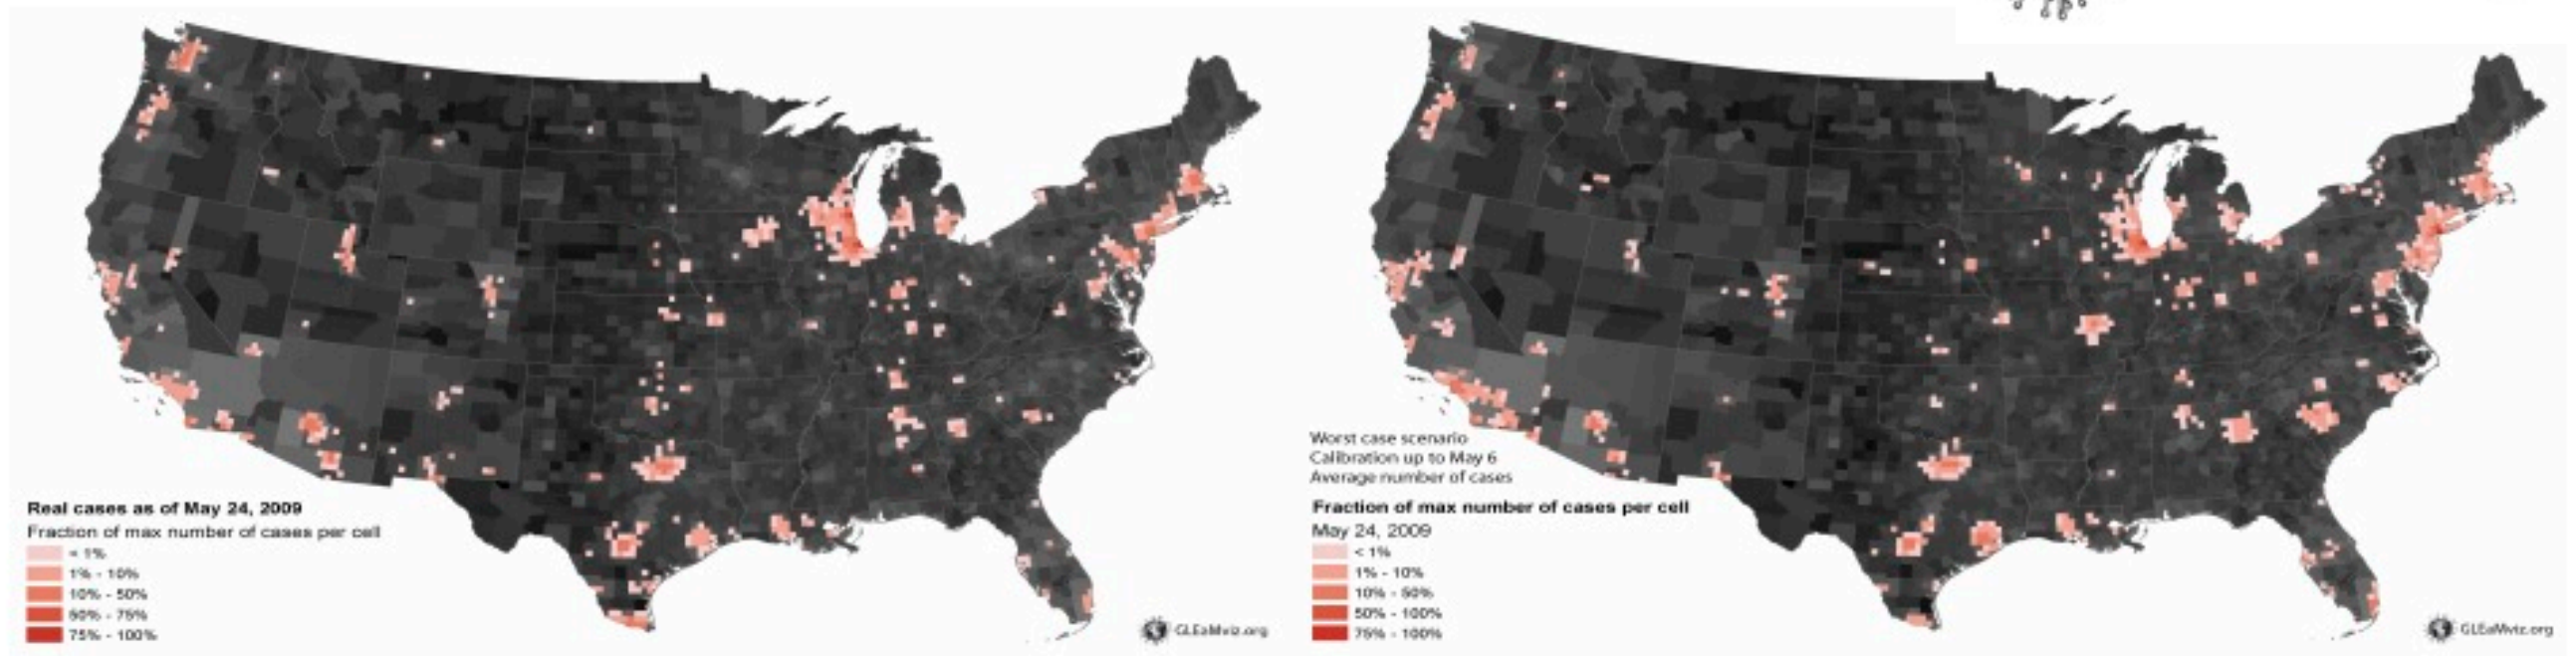 Real cases as of May 24, 2009
Fraction of max number of cases per cell
< 1%
1% - 10%
10% - 50%
50% - 75%
75% - 100%
GLEaMviz.org
Worst case scenario
Calibration up to May 6
Average number of cases
Fraction of max number of cases per cell
May 24, 2009
< 1%
1% - 10%
10% - 50%
50% - 100%
75% - 100%
GLEaMviz.org